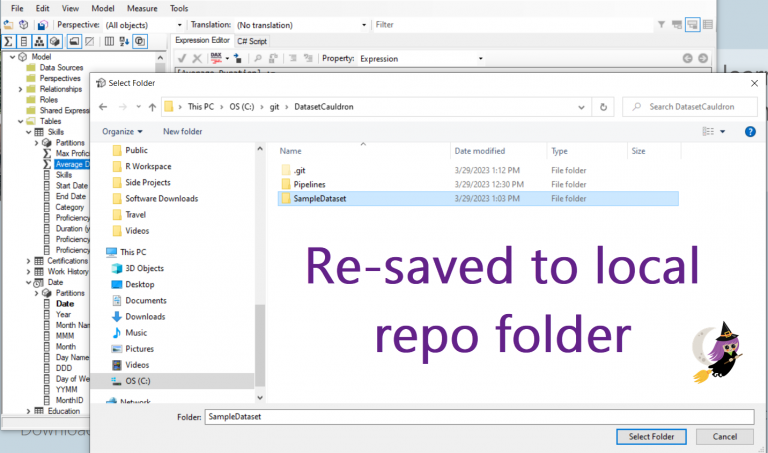 File Edit View Model Measure Tools Window Help
Perspective: (All objects) Translation: (No translation) Filter
Expression Editor C# Script
DAX Property: Expression
Model
Data Sources
Perspectives
Relationships
Roles
Shared Expres
Tables
Skills
Partitions
Max Profic
Average D
Skills
Start Date
End Date
Category
Proficiency
Duration (y
Proficiency
Proficiency
Certifications
Work History
Date
Partitions
Date
Year
Month Nam
MMM
Month
Day Name
DDD
Day of We
YYMM
MonthID
Education
Select Folder
This PC > OS (C:) > git > DatasetCauldron
Search DatasetCauldron
Organize New folder
Public
R Workspace
Side Projects
Software Downloads
Travel
Videos
This PC
3D Objects
Desktop
Documents
Downloads
Music
Pictures
Videos
OS (C:)
Network
Name Date modified Type Size
.git 3/29/2023 1:12 PM File folder
Pipelines 3/29/2023 12:30 PM File folder
SampleDataset 3/29/2023 1:03 PM File folder
Re-saved to local
repo folder
Folder: SampleDataset
Select Folder Cancel